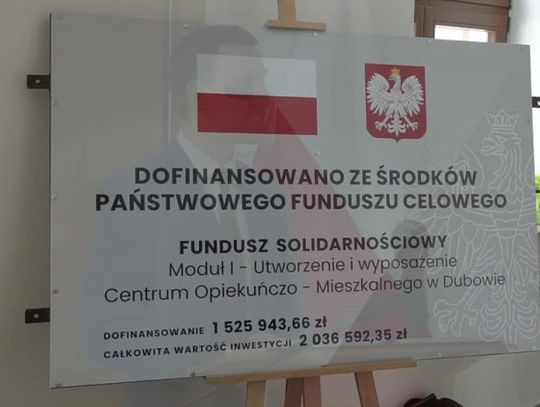 DOFINANSOWANO ZE ŚRODKÓW
PAŃSTWOWEGO FUNDUSZU CELOWEGO
FUNDUSZ SOLIDARNOŚCIOWY
Moduł I - Utworzenie i wyposażenie
Centrum Opiekuńczo - Mieszkalnego w Dubowie
DOFINANSOWANIE 1 525 943,66 zł
CAŁKOWITA WARTOŚĆ INWESTYCJI 2 036 592,35 zł